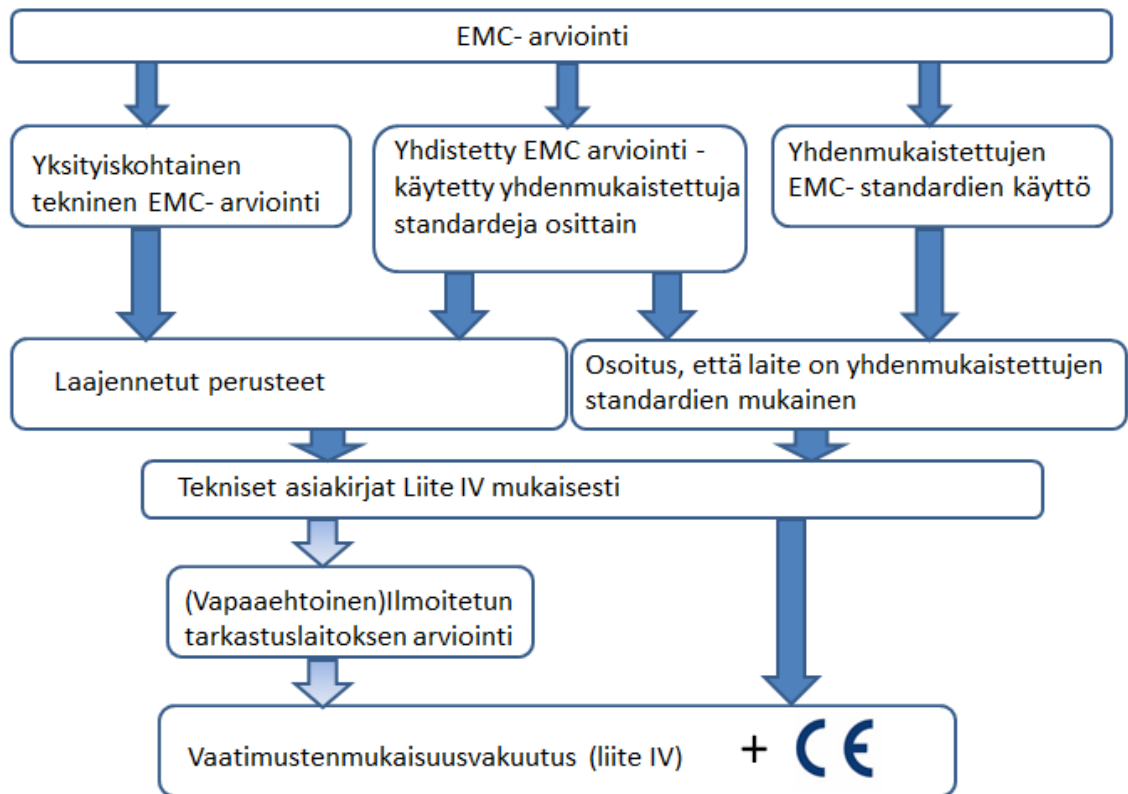 EMC- arviointi
Yksityiskohtainen
tekninen EMC- arviointi
Yhdistetty EMC arviointi -
käytetty yhdenmukaistettuja
standardeja osittain
Yhdenmukaistettujen
EMC- standardien käyttö
Laajennetut perusteet
Osoitus, että laite on yhdenmukaistettujen
standardien mukainen
Tekniset asiakirjat Liite IV mukaisesti
(Vapaaehtoinen)Ilmoitetun
tarkastuslaitoksen arviointi
Vaatimustenmukaisuusvakuutus (liite IV) + CE